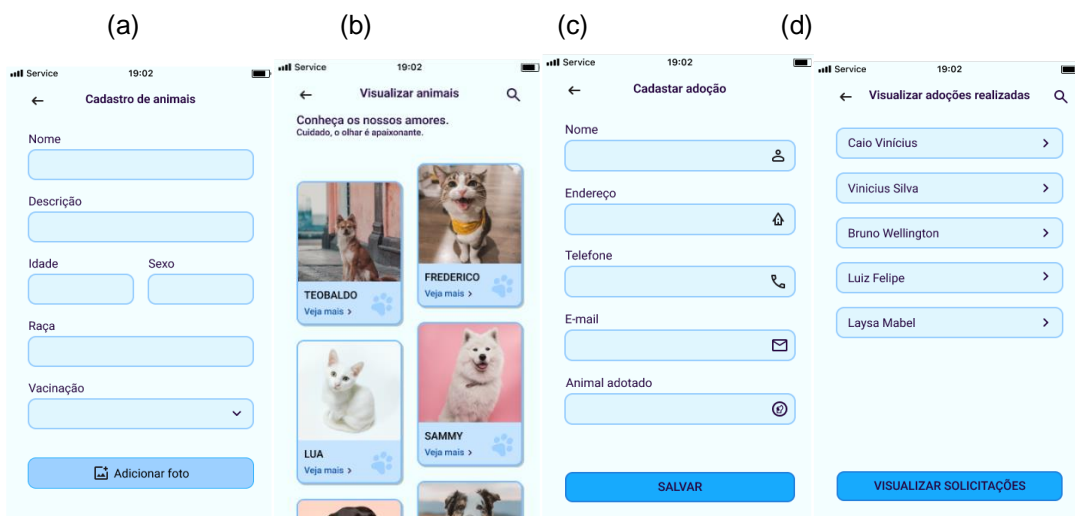 (a)
(b)
(c)
(d)
Service
19:02
Cadastro de animais
Nome
Descrição
Idade
Sexo
Raça
Vacinação
Adicionar foto
Service
19:02
Visualizar animais
Conheça os nossos amores.
Cuidado, o olhar é apaixonante.
TEOBALDO
Veja mais >
FREDERICO
Veja mais >
LUA
Veja mais >
SAMMY
Veja mais >
Service
19:02
Cadastar adoção
Nome
Endereço
Telefone
E-mail
Animal adotado
SALVAR
Service
19:02
Visualizar adoções realizadas
Caio Vinícius
Vinicius Silva
Bruno Wellington
Luiz Felipe
Laysa Mabel
VISUALIZAR SOLICITAÇÕES